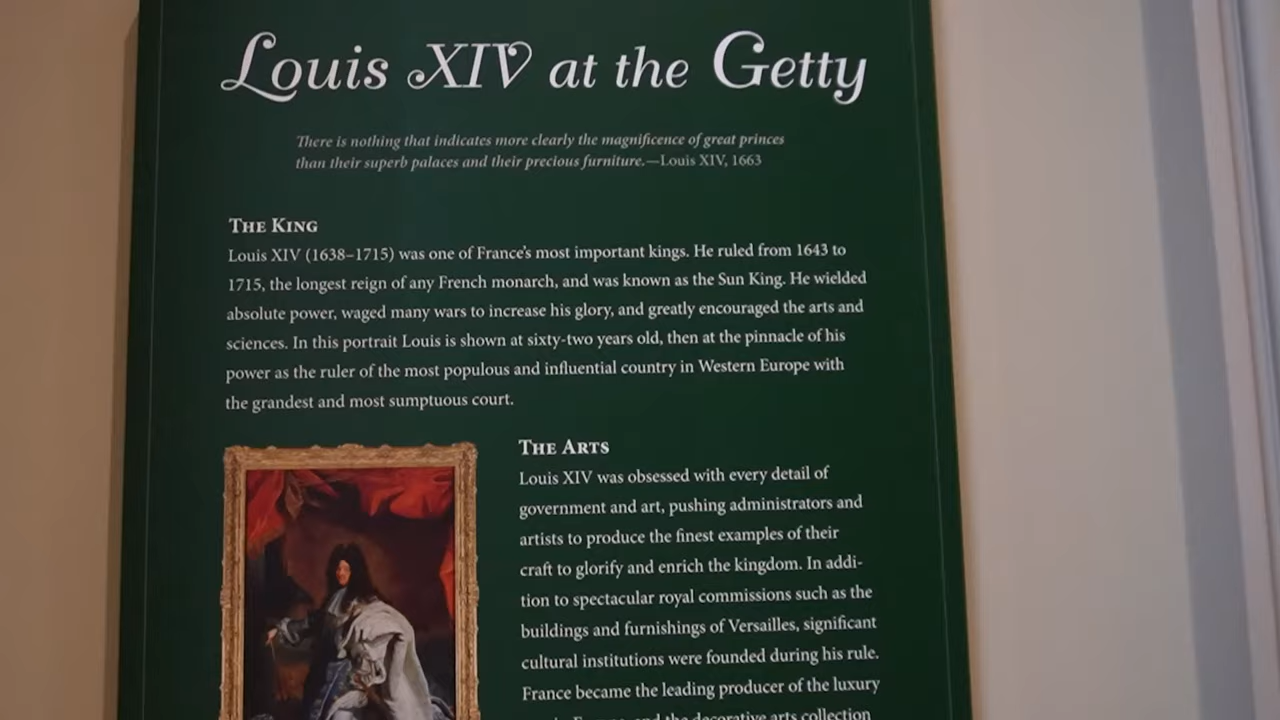 Louis XIV at the Getty
There is nothing that indicates more clearly the magnificence of great princes
than their superb palaces and their precious furniture.—Louis XIV, 1663
The King
Louis XIV (1638–1715) was one of France's most important kings. He ruled from 1643 to
1715, the longest reign of any French monarch, and was known as the Sun King. He wielded
absolute power, waged many wars to increase his glory, and greatly encouraged the arts and
sciences. In this portrait Louis is shown at sixty-two years old, then at the pinnacle of his
power as the ruler of the most populous and influential country in Western Europe with
the grandest and most sumptuous court.
The Arts
Louis XIV was obsessed with every detail of
government and art, pushing administrators and
artists to produce the finest examples of their
craft to glorify and enrich the kingdom. In addi-
tion to spectacular royal commissions such as the
buildings and furnishings of Versailles, significant
cultural institutions were founded during his rule.
France became the leading producer of the luxury
and the decorative arts collection